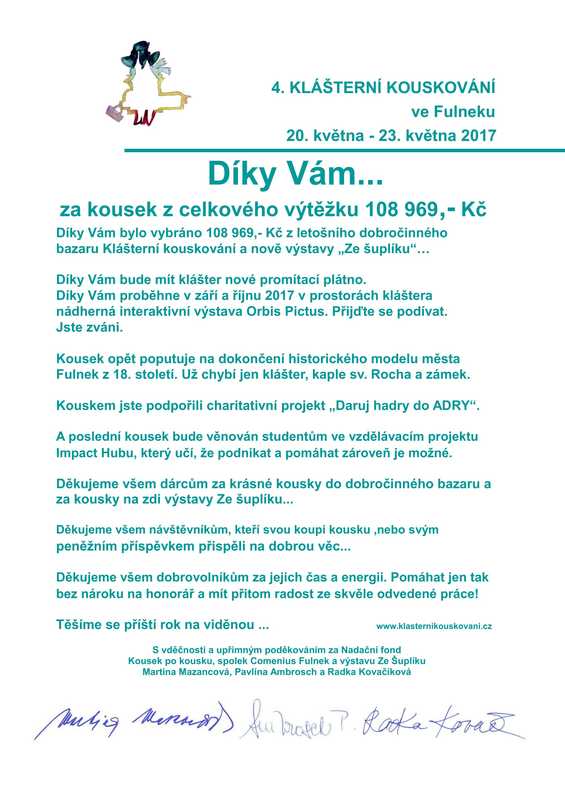 4. KLÁŠTERNÍ KOUSKOVÁNÍ
ve Fulneku
20. května - 23. května 2017
Díky Vám...
za kousek z celkového výtěžku 108 969,- Kč
Díky Vám bylo vybráno 108 969,- Kč z letošního dobročinného
bazaru Klášterní kouskování a nově výstavy „Ze šuplíku“…
Díky Vám bude mít klášter nové promítací plátno.
Díky Vám proběhne v září a říjnu 2017 v prostorách kláštera
nádherná interaktivní výstava Orbis Pictus. Přijďte se podívat.
Jste zváni.
Kousek opět poputuje na dokončení historického modelu města
Fulnek z 18. století. Už chybí jen klášter, kaple sv. Rocha a zámek.
Kouskem jste podpořili charitativní projekt „Daruj hadry do ADRY“.
A poslední kousek bude věnován studentům ve vzdělávacím projektu
Impact Hubu, který učí, že podnikat a pomáhat zároveň je možné.
Děkujeme všem dárcům za krásné kousky do dobročinného bazaru a
za kousky na zdi výstavy Ze šuplíku...
Děkujeme všem návštěvníkům, kteří svou koupi kousku ,nebo svým
peněžním příspěvkem přispěli na dobrou věc...
Děkujeme všem dobrovolníkům za jejich čas a energii. Pomáhat jen tak
bez nároku na honorář a mít přitom radost ze skvěle odvedené práce!
Těšíme se příští rok na viděnou ... www.klasternikouskovani.cz
S vděčností a upřímným poděkováním za Nadační fond
Kousek po kousku, spolek Comenius Fulnek a výstavu Ze Šuplíku
Martina Mazancová, Pavlína Ambrosch a Radka Kovačíková
Radka